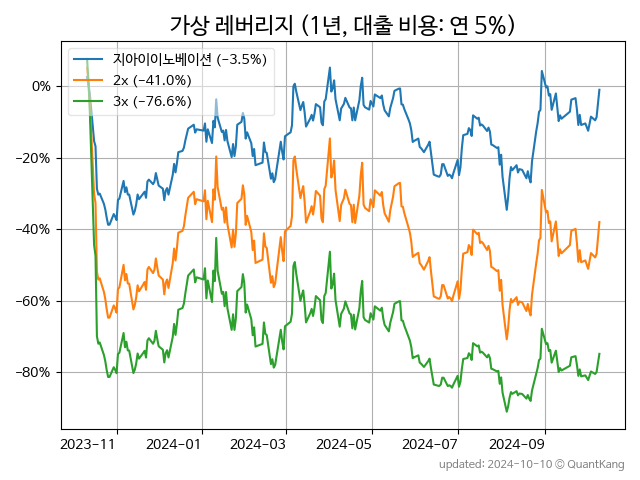 가상 레버리지 (1년, 대출 비용: 연 5%)
지아이이노베이션 (−3.5%)
2x (−41.0%)
3x (−76.6%)
0%
−20%
−40%
−60%
−80%
2023-11 2024-01 2024-03 2024-05 2024-07 2024-09
updated: 2024-10-10 © QuantKang